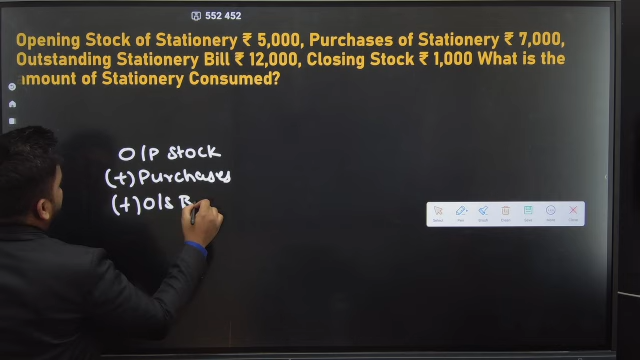 552 452
Opening Stock of Stationery ₹ 5,000, Purchases of Stationery ₹ 7,000,
Outstanding Stationery Bill ₹ 12,000, Closing Stock ₹ 1,000 What is the
amount of Stationery Consumed?
O/P Stock
(+) Purchases
(+) O/S B